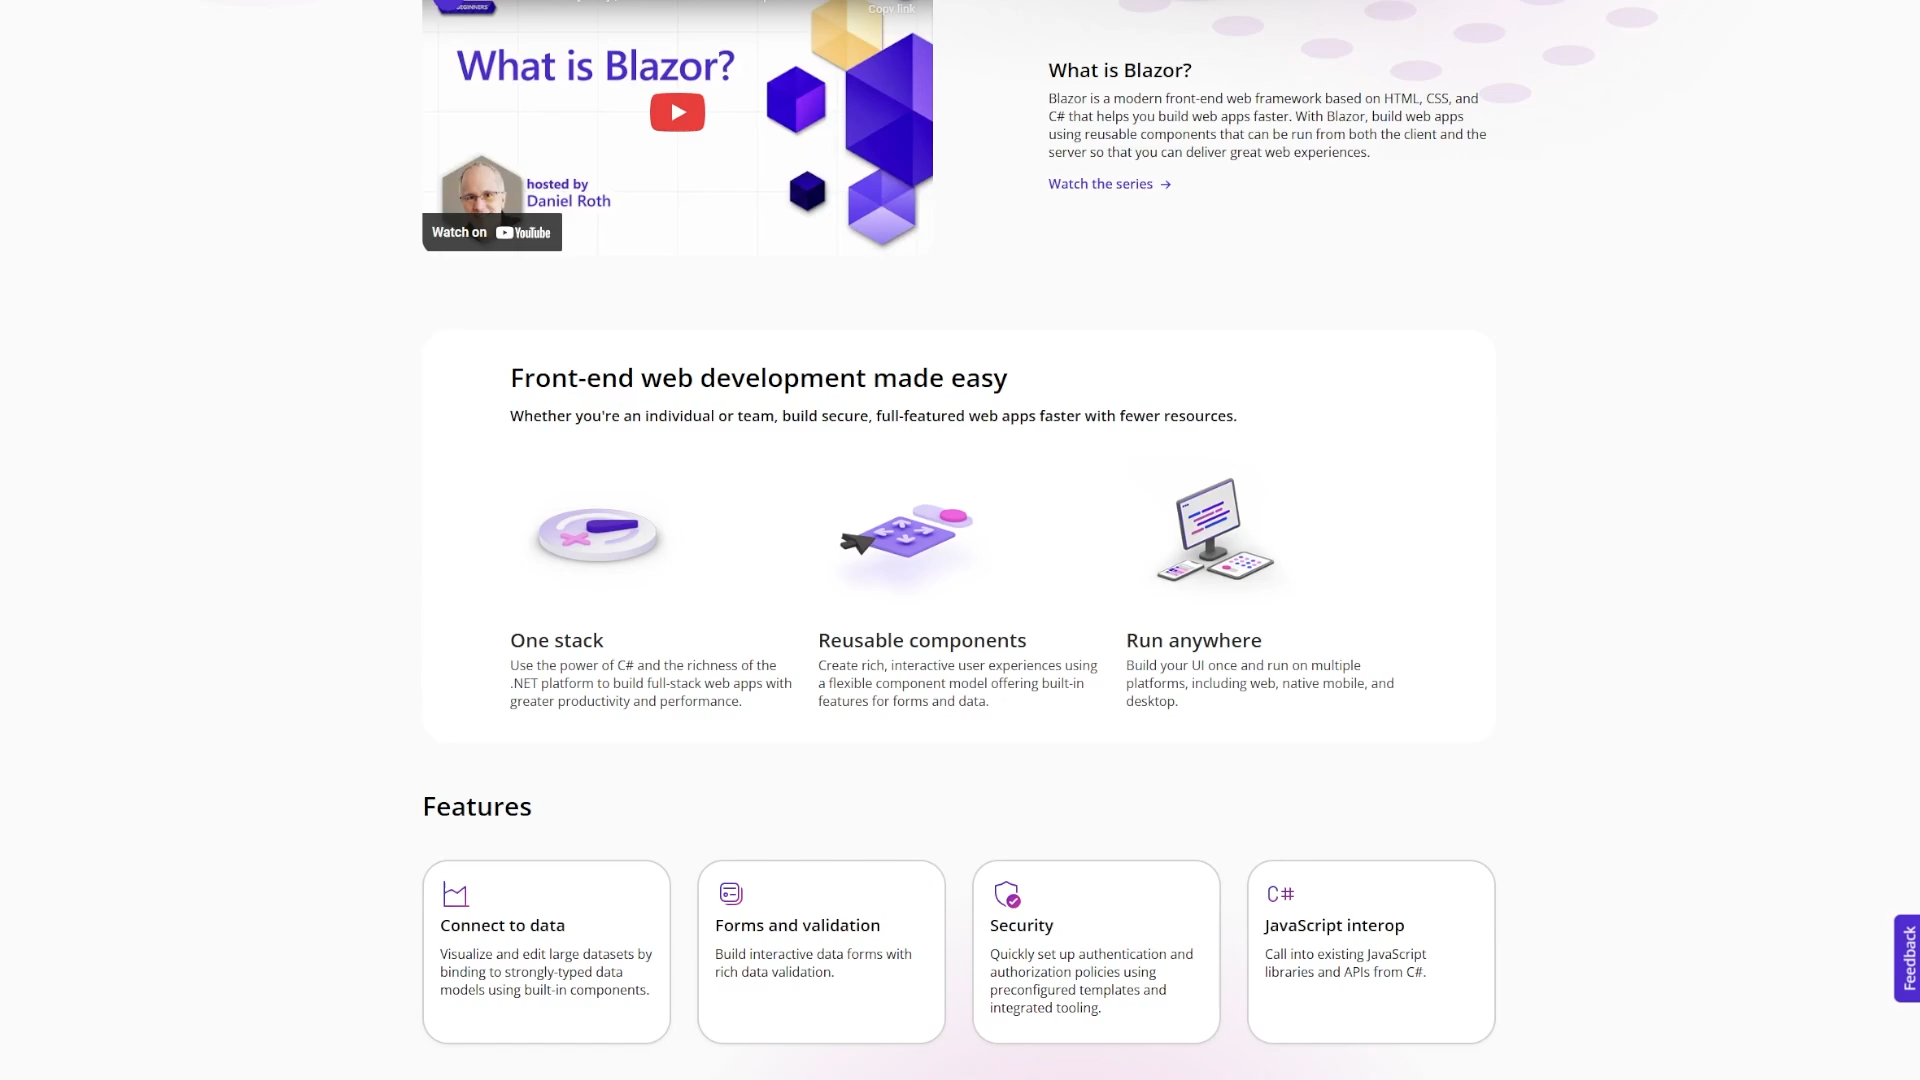 BEGINNERS'
Copy link
What is Blazor?
hosted by
Daniel Roth
Watch on YouTube
What is Blazor?
Blazor is a modern front-end web framework based on HTML, CSS, and
C# that helps you build web apps faster. With Blazor, build web apps
using reusable components that can be run from both the client and the
server so that you can deliver great web experiences.
Watch the series →
Front-end web development made easy
Whether you're an individual or team, build secure, full-featured web apps faster with fewer resources.
One stack
Use the power of C# and the richness of the
.NET platform to build full-stack web apps with
greater productivity and performance.
Reusable components
Create rich, interactive user experiences using
a flexible component model offering built-in
features for forms and data.
Run anywhere
Build your UI once and run on multiple
platforms, including web, native mobile, and
desktop.
Features
Connect to data
Visualize and edit large datasets by
binding to strongly-typed data
models using built-in components.
Forms and validation
Build interactive data forms with
rich data validation.
Security
Quickly set up authentication and
authorization policies using
preconfigured templates and
integrated tooling.
C#
JavaScript interop
Call into existing JavaScript
libraries and APIs from C#.
Feedback